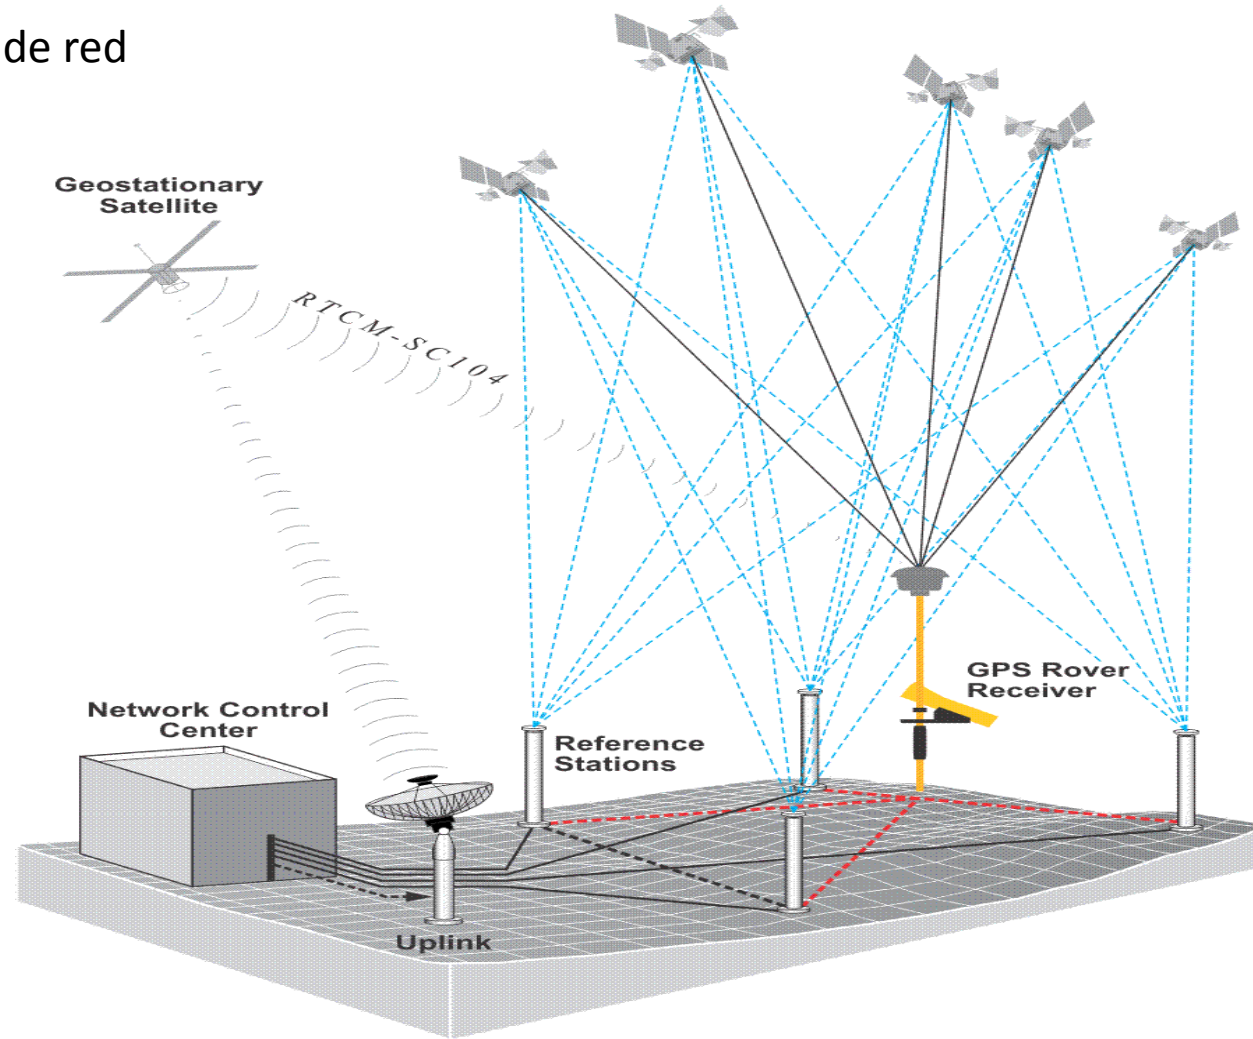 de red
Geostationary
Satellite
RTCM-SC104
GPS Rover
Receiver
Network Control
Center
Reference
Stations
Uplink